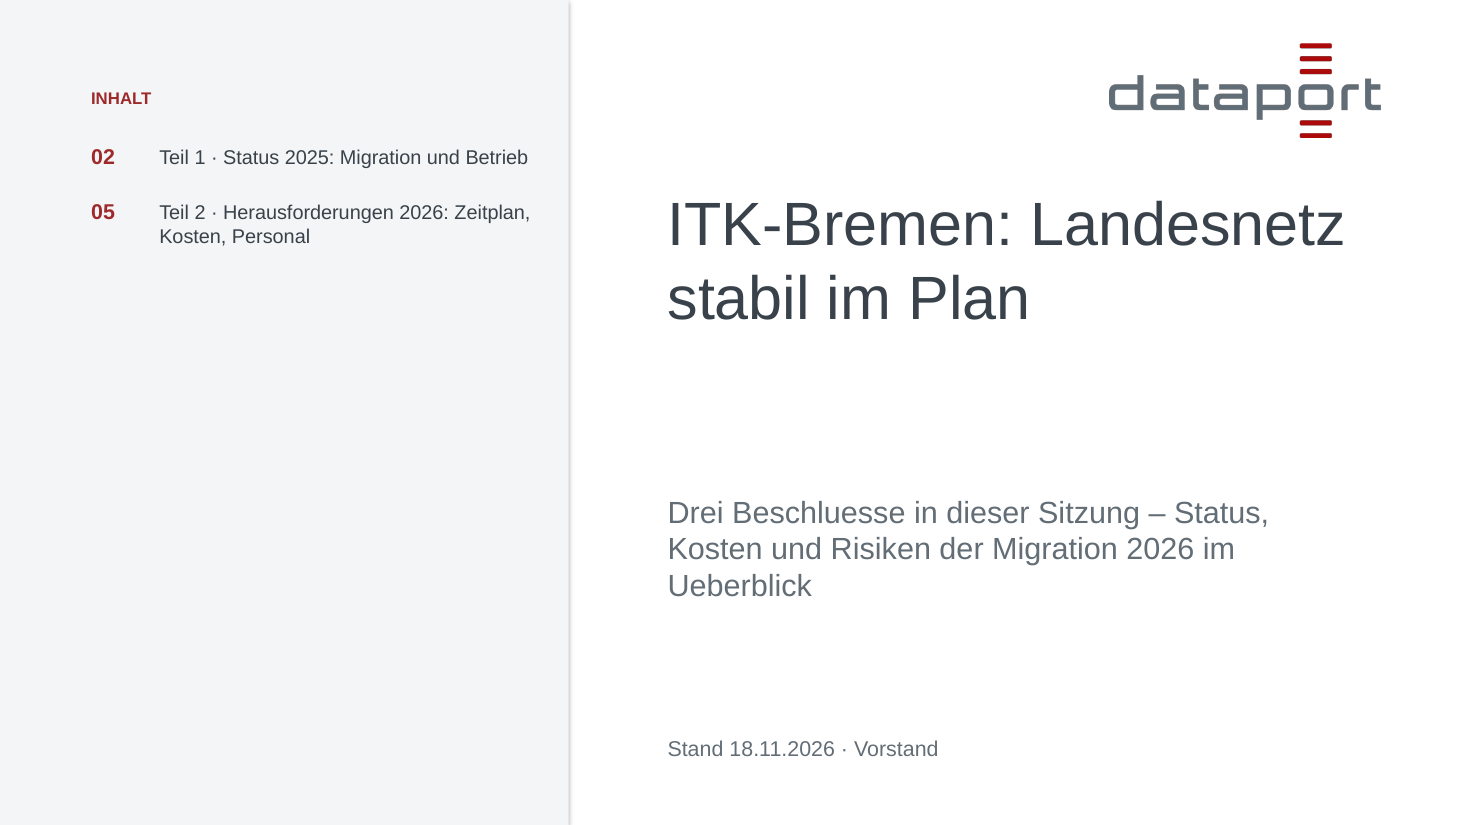 INHALT
02 Teil 1 · Status 2025: Migration und Betrieb
05 Teil 2 · Herausforderungen 2026: Zeitplan,
Kosten, Personal
dataport
ITK-Bremen: Landesnetz
stabil im Plan
Drei Beschluesse in dieser Sitzung – Status,
Kosten und Risiken der Migration 2026 im
Ueberblick
Stand 18.11.2026 · Vorstand